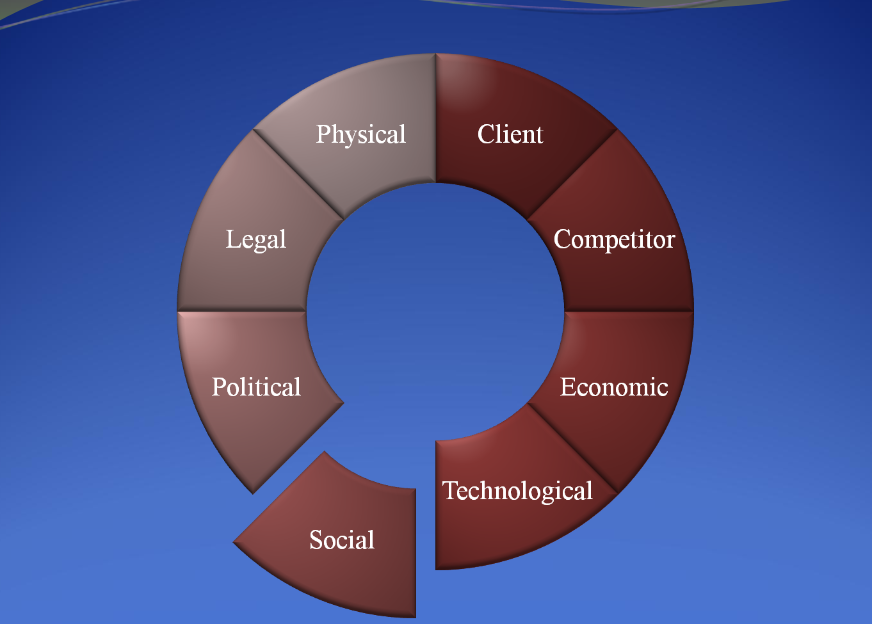 Physical
Client
Legal
Competitor
Political
Economic
Technological
Social